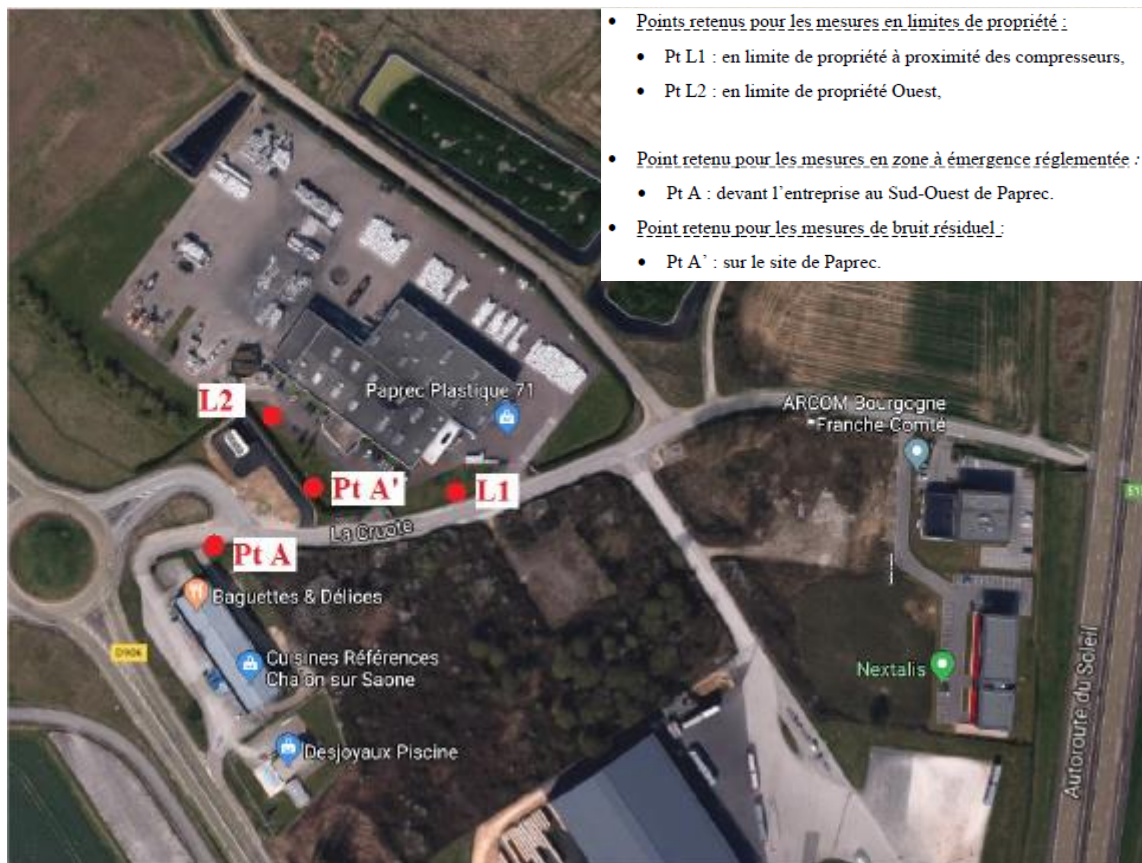 • Points retenus pour les mesures en limites de propriété :
• Pt L1 : en limite de propriété à proximité des compresseurs,
• Pt L2 : en limite de propriété Ouest,
• Point retenu pour les mesures en zone à émergence réglementée :
• Pt A : devant l'entreprise au Sud-Ouest de Paprec.
• Point retenu pour les mesures de bruit résiduel :
• Pt A' : sur le site de Paprec.
Paprec Plastique 71
L2
ARCOM Bourgogne
Franche Comté
Pt A'
L1
La Cruote
Pt A
Baguettes & Délices
D906
Cuisines Références
Chalon sur Saone
Nextalis
Desjoyaux Piscine
Autoroute du Soleil